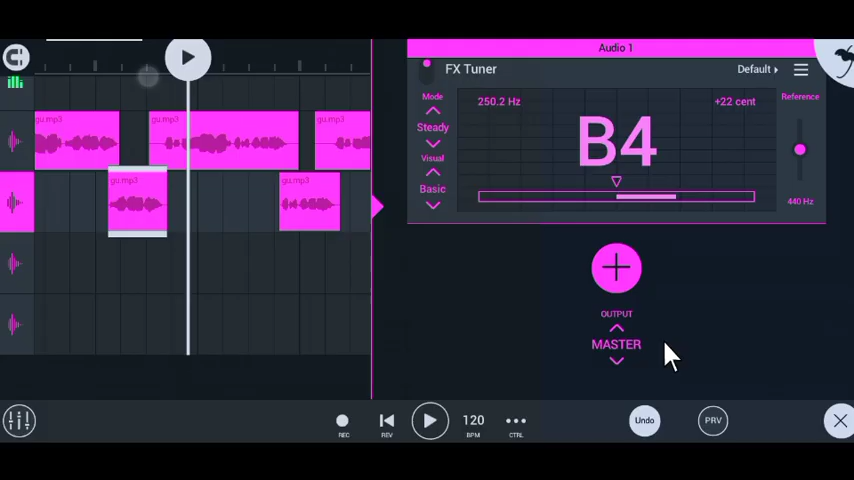 Audio 1
FX Tuner
Default
Mode
Steady
Visual
Basic
250.2 Hz
+22 cent
B4
Reference
440 Hz
gu.mp3
gu.mp3
gu.mp3
gu.mp3
gu.mp3
OUTPUT
MASTER
REC
REV
120
BPM
CTRL
Undo
PRV